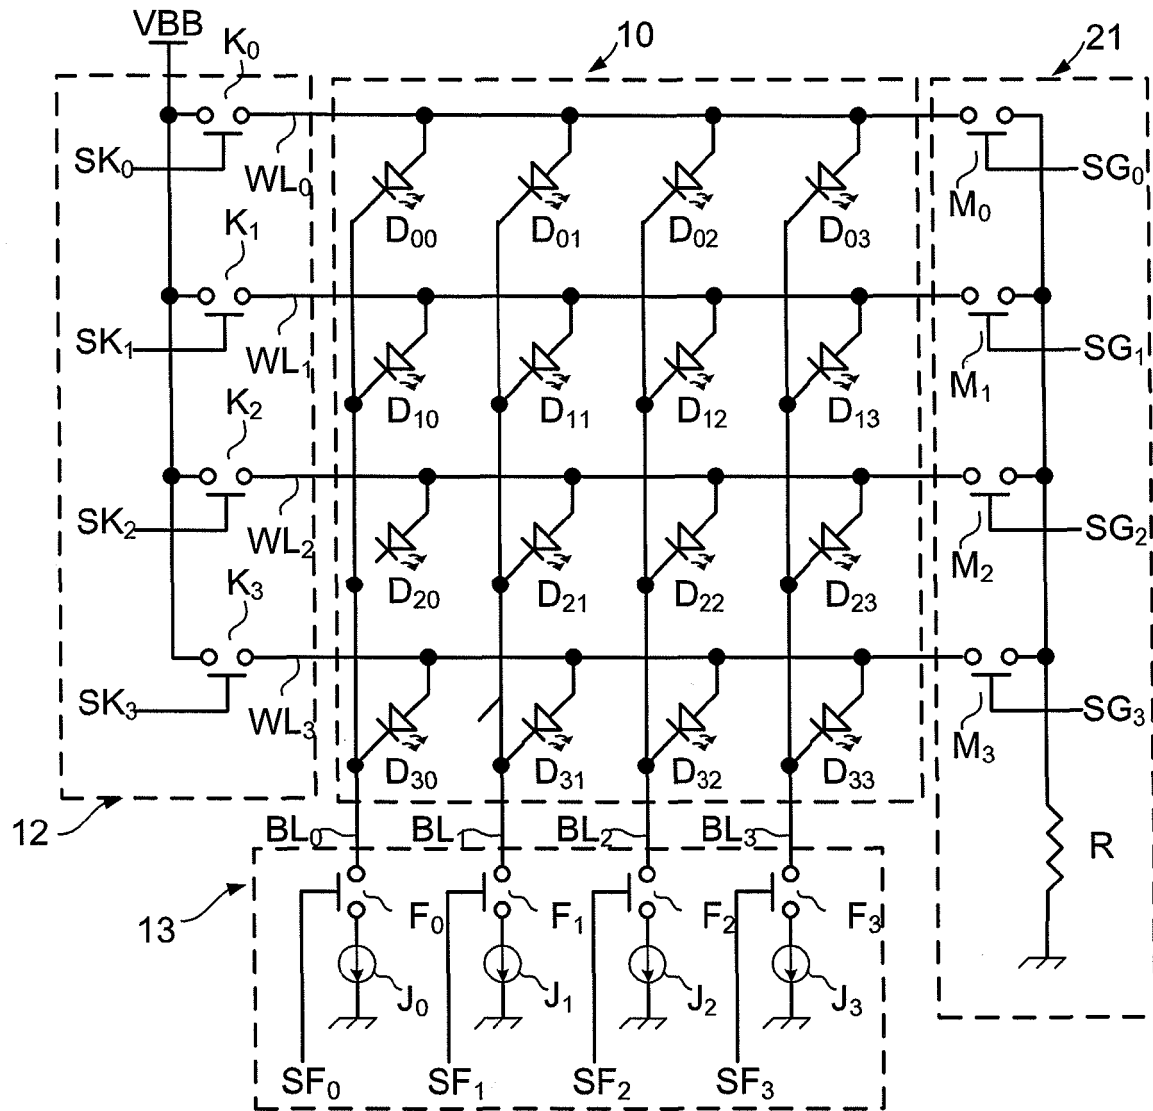 VBB K₀ 10 21
SK₀ WL₀ D₀₀ D₀₁ D₀₂ D₀₃ M₀ SG₀
K₁
SK₁ WL₁ D₁₀ D₁₁ D₁₂ D₁₃ M₁ SG₁
K₂
SK₂ WL₂ D₂₀ D₂₁ D₂₂ D₂₃ M₂ SG₂
K₃
SK₃ WL₃ D₃₀ D₃₁ D₃₂ D₃₃ M₃ SG₃
12 BL₀ BL₁ BL₂ BL₃ R
13 F₀ F₁ F₂ F₃
J₀ J₁ J₂ J₃
SF₀ SF₁ SF₂ SF₃